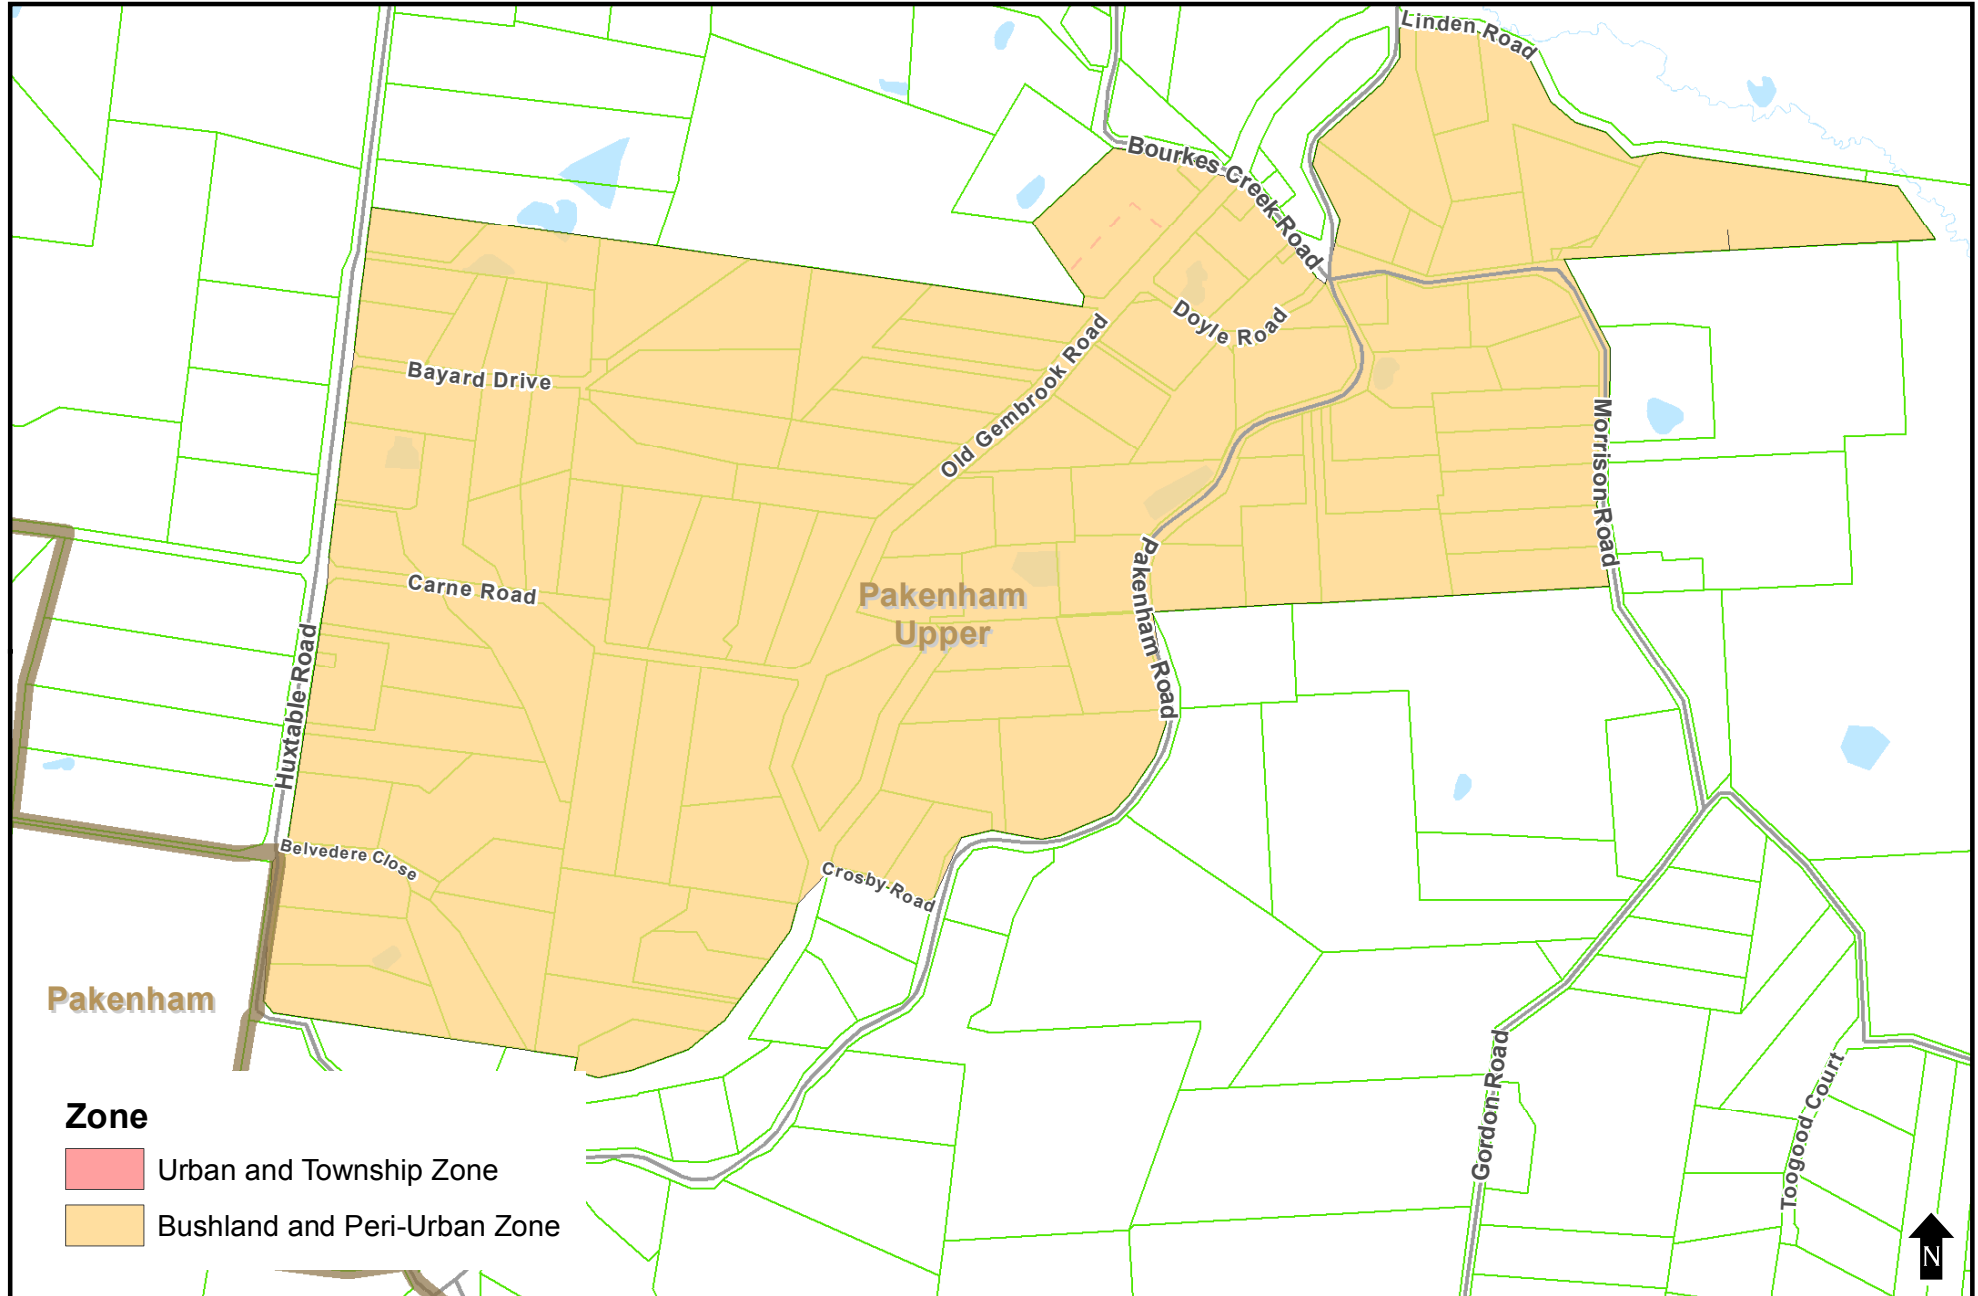 Linden Road
Bourkes Creek Road
Doyle Road
Old Gembrook Road
Bayard Drive
Morrison Road
Carne Road
Pakenham
Upper
Pakenham Road
Huxtable Road
Belvedere Close
Crosby Road
Pakenham
Gordon Road
Toogood Court
Zone
Urban and Township Zone
Bushland and Peri-Urban Zone
N